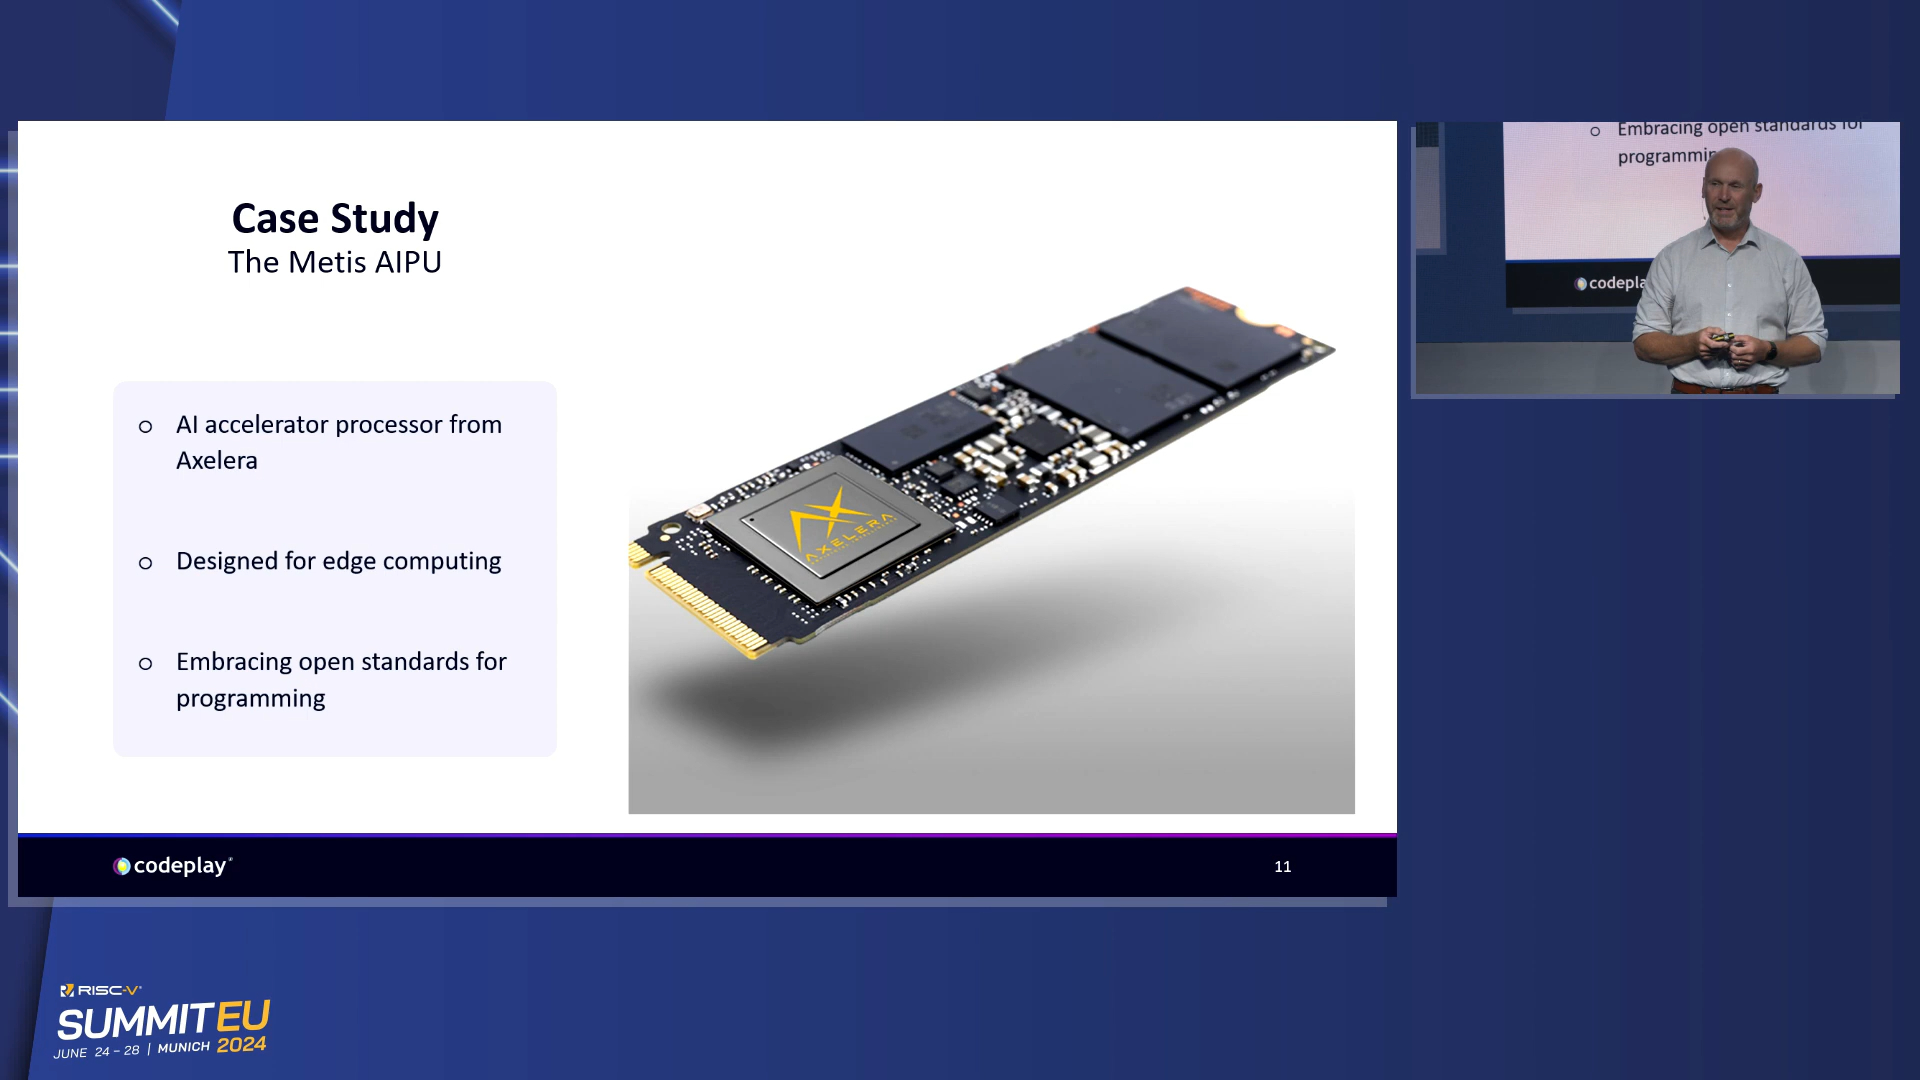 Case Study
The Metis AIPU
AI accelerator processor from
Axelera
Designed for edge computing
Embracing open standards for
programming
AXELERA
codeplay
11
Embracing open standards for
programmin
codepla
RISC-V
SUMMIT EU
JUNE 24 – 28 | MUNICH 2024